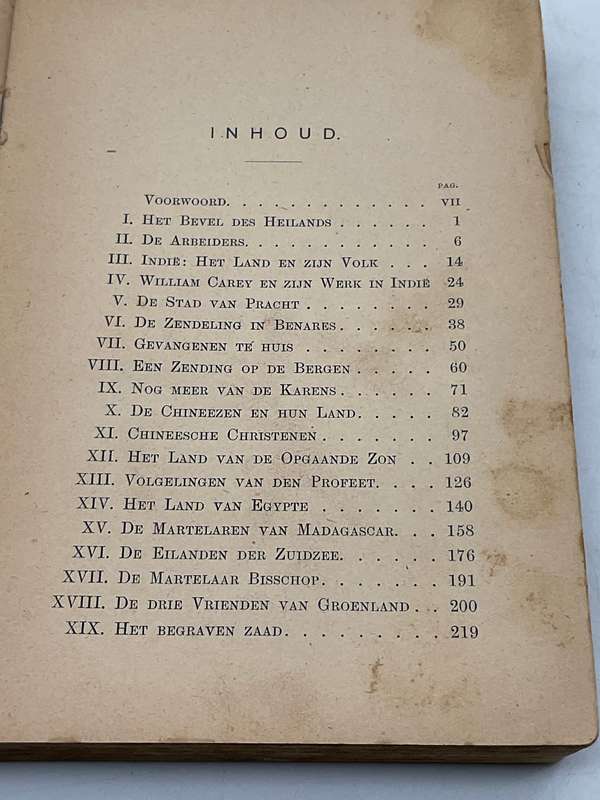 INHOUD.
PAG.
VOORWOORD. . . . . . . . . . . . . . VII
I. HET BEVEL DES HEILANDS . . . . . . 1
II. DE ARBEIDERS. . . . . . . . . . . . 6
III. INDIË: HET LAND EN ZIJN VOLK . . . 14
IV. WILLIAM CAREY EN ZIJN WERK IN INDIË 24
V. DE STAD VAN PRACHT . . . . . . . . 29
VI. DE ZENDELING IN BENARES. . . . . . 38
VII. GEVANGENEN TE HUIS . . . . . . . . 50
VIII. EEN ZENDING OP DE BERGEN . . . . . 60
IX. NOG MEER VAN DE KARENS. . . . . . 71
X. DE CHINEEZEN EN HUN LAND. . . . . 82
XI. CHINEESCHE CHRISTENEN . . . . . . . 97
XII. HET LAND VAN DE OPGAANDE ZON . . 109
XIII. VOLGELINGEN VAN DEN PROFEET. . . . 126
XIV. HET LAND VAN EGYPTE . . . . . . . 140
XV. DE MARTELAREN VAN MADAGASCAR. . . 158
XVI. DE EILANDEN DER ZUIDZEE. . . . . . 176
XVII. DE MARTELAAR BISSCHOP. . . . . . . 191
XVIII. DE DRIE VRIENDEN VAN GROENLAND . . 200
XIX. HET BEGRAVEN ZAAD. . . . . . . . . 219